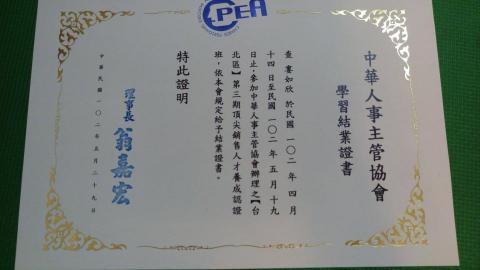 CPEA
中華人事主管協會
學習結業證書
查 婁如欣 於民國一〇二年四月
十四日至民國一〇二年五月十九
日止，參加中華人事主管協會辦理之【台
北區】第三期頂尖銷售人才養成認證
班，依本會規定給予結業證書。
特此證明
理事長 翁嘉宏
中華民國一〇二年五月二十九日